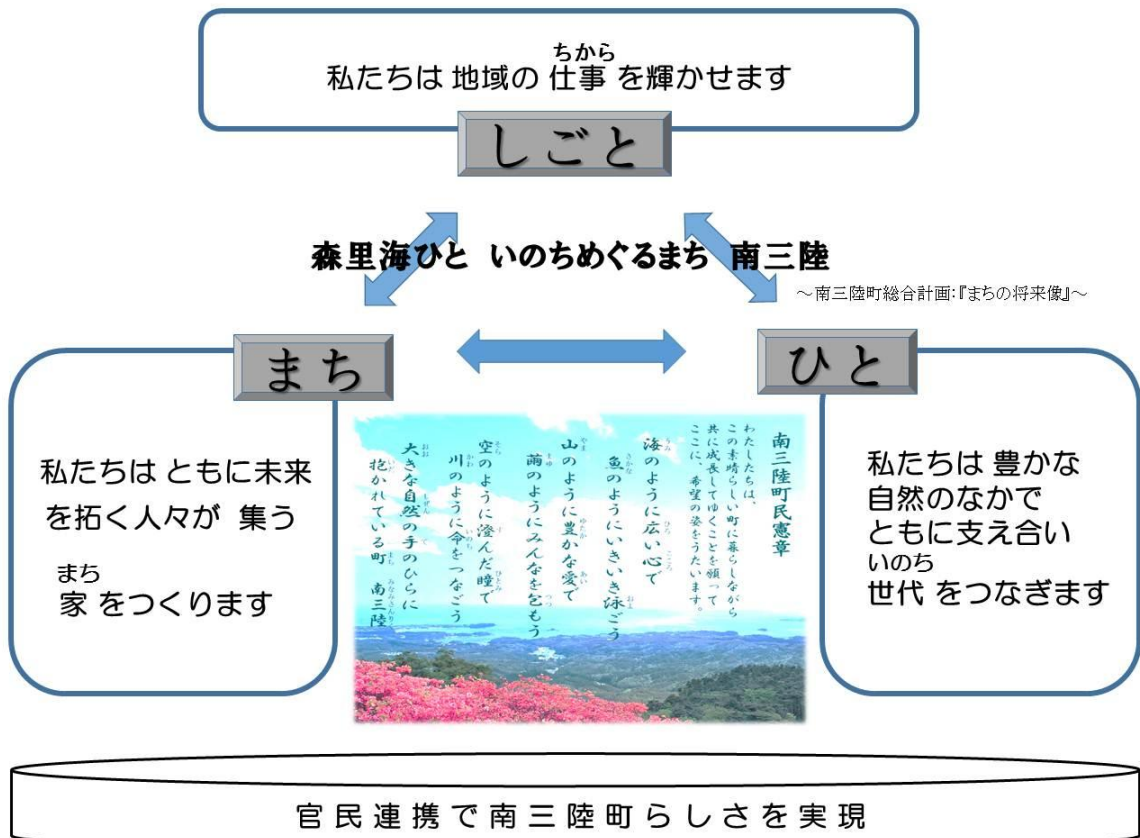 私たちは 地域の 仕事 を輝かせます
ちから
しごと
森里海ひと いのちめぐるまち 南三陸
～南三陸町総合計画:『まちの将来像』～
まち
私たちは ともに未来
を拓く人々が 集う
まち
家 をつくります
ひと
私たちは 豊かな
自然のなかで
ともに支え合い
いのち
世代 をつなぎます
南三陸町民憲章
わたしたちは、
この素晴らしい町に暮らしながら
共に成長してゆくことを願って
ここに、希望の姿をうたいます。
海のように広い心で
魚のようにいきいき泳ごう
山のように豊かな愛で
繭のようにみんなを包もう
空のように澄んだ瞳で
川のように命をつなごう
大きな自然の手のひらに
抱かれている町 南三陸
官民連携で南三陸町らしさを実現